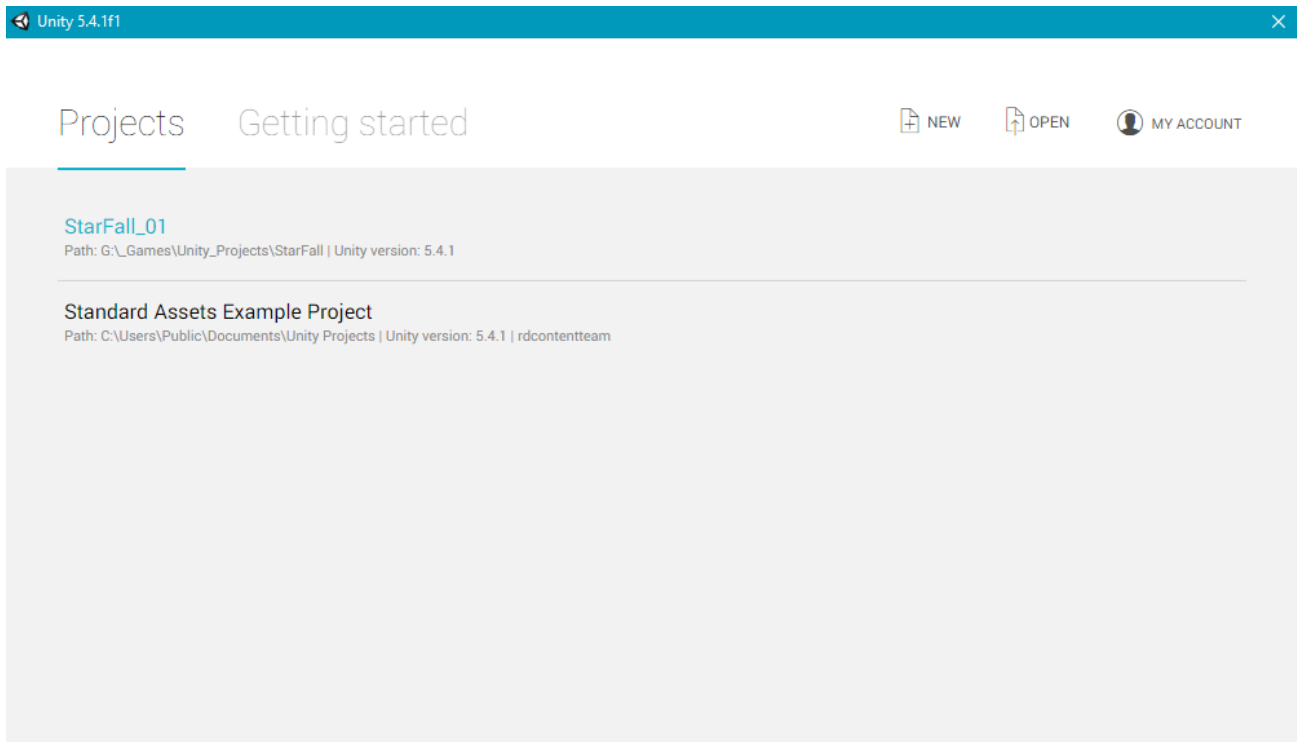 Unity 5.4.1f1
Projects Getting started NEW OPEN MY ACCOUNT
StarFall_01
Path: G:\_Games\Unity_Projects\StarFall | Unity version: 5.4.1
Standard Assets Example Project
Path: C:\Users\Public\Documents\Unity Projects | Unity version: 5.4.1 | rdcontentteam